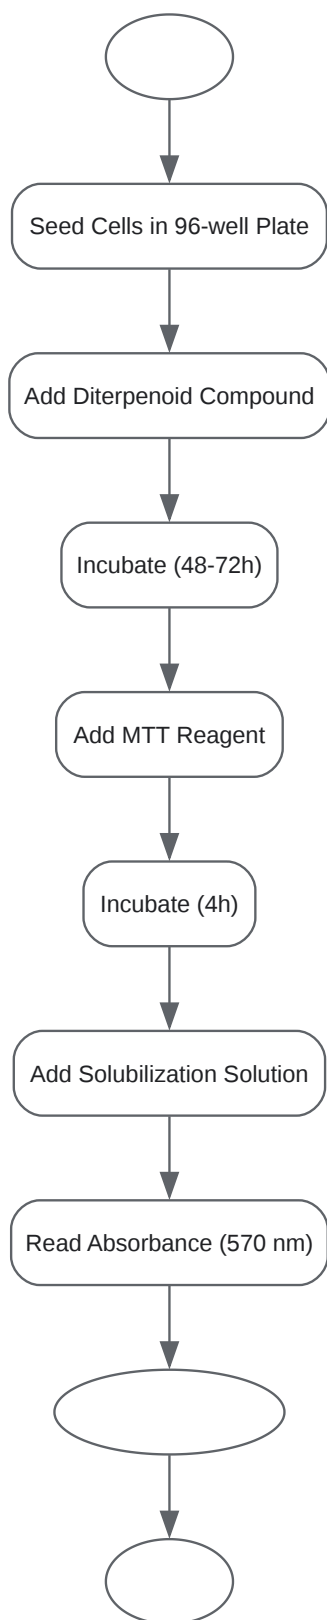 Seed Cells in 96-well Plate
Add Diterpenoid Compound
Incubate (48-72h)
Add MTT Reagent
Incubate (4h)
Add Solubilization Solution
Read Absorbance (570 nm)